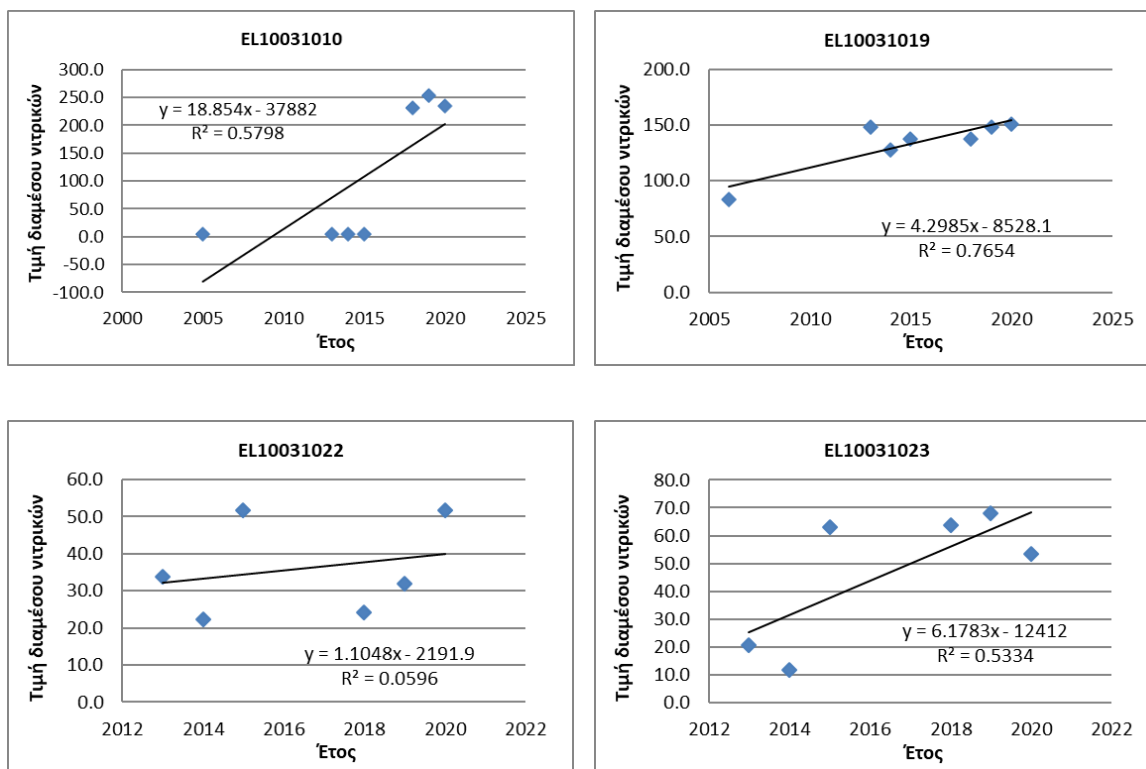 EL10031010
300.0
250.0
200.0
150.0
100.0
50.0
0.0
-50.0
-100.0
Τιμή διαμέσου νιτρικών
y = 18.854x - 37882
R² = 0.5798
2000 2005 2010 2015 2020 2025
Έτος
EL10031019
200.0
150.0
100.0
50.0
0.0
Τιμή διαμέσου νιτρικών
y = 4.2985x - 8528.1
R² = 0.7654
2005 2010 2015 2020 2025
Έτος
EL10031022
60.0
50.0
40.0
30.0
20.0
10.0
0.0
Τιμή διαμέσου νιτρικών
y = 1.1048x - 2191.9
R² = 0.0596
2012 2014 2016 2018 2020 2022
Έτος
EL10031023
80.0
70.0
60.0
50.0
40.0
30.0
20.0
10.0
0.0
Τιμή διαμέσου νιτρικών
y = 6.1783x - 12412
R² = 0.5334
2012 2014 2016 2018 2020 2022
Έτος